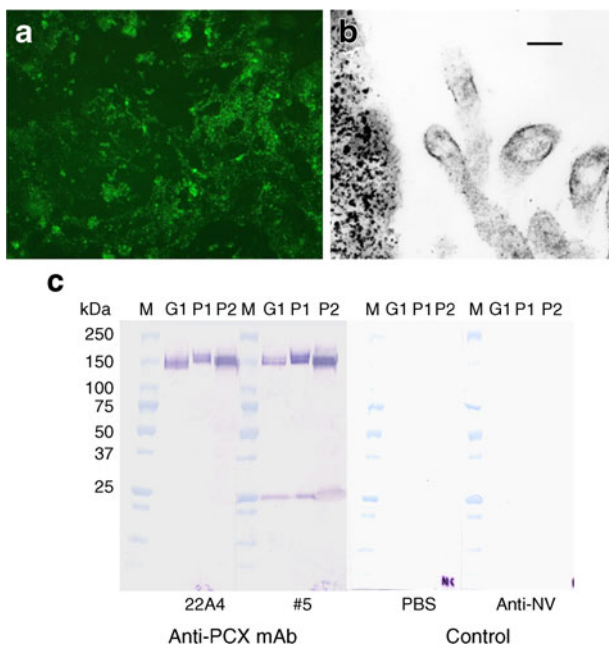 a
b
c
kDa M G1 P1 P2 M G1 P1 P2 M G1 P1 P2 M G1 P1 P2
250
150
100
75
50
37
25
22A4 #5 PBS Anti-NV
Anti-PCX mAb Control